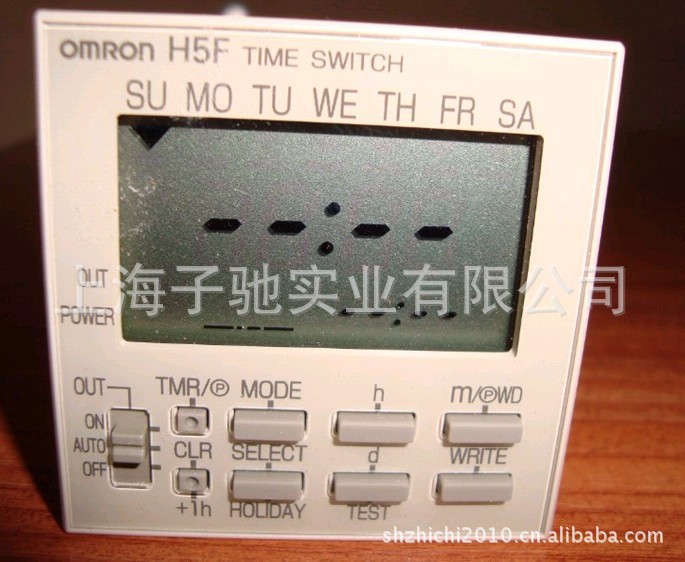 omron H5F TIME SWITCH
SU MO TU WE TH FR SA
--:--
OUT
上海子驰实业有限公司
POWER
OUT TMR/Ⓟ MODE h m/ⓅWD
ON
AUTO CLR SELECT d WRITE
OFF
+1h HOLIDAY TEST
shzhichi2010.cn.alibaba.com